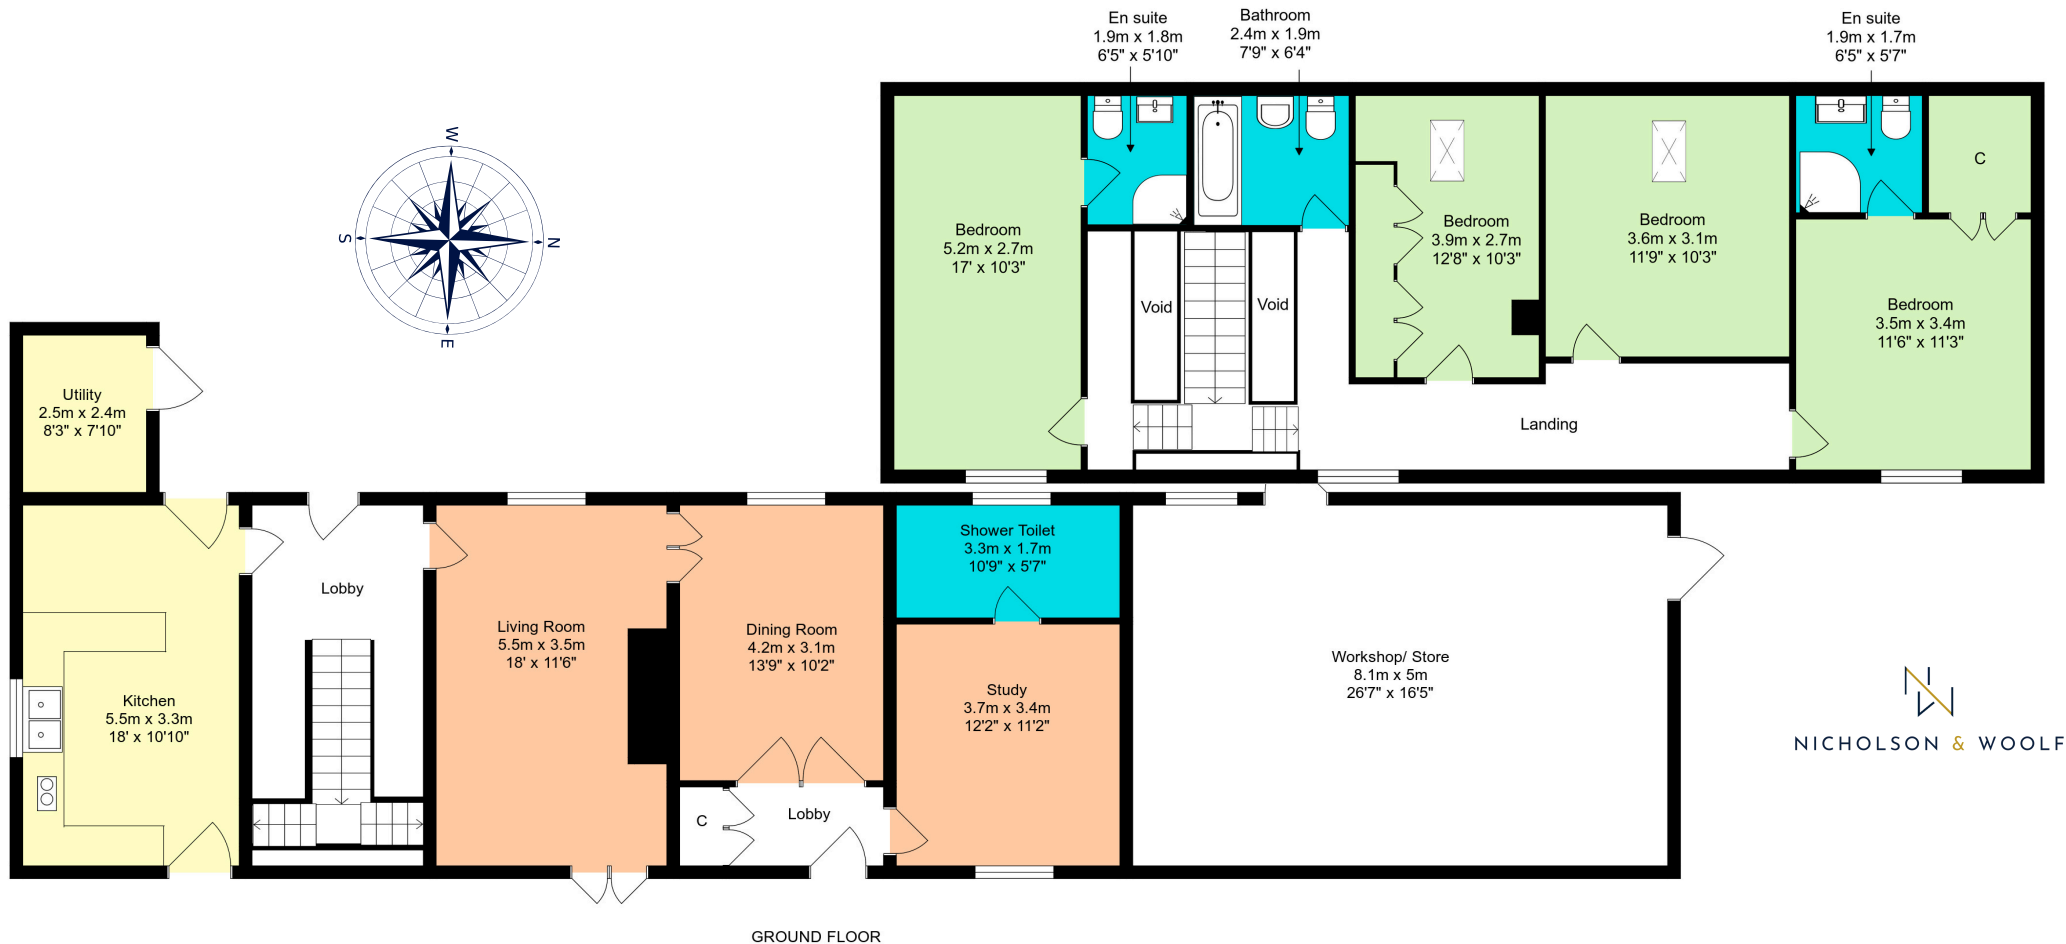 En suite
1.9m x 1.8m
6'5" x 5'10"
Bathroom
2.4m x 1.9m
7'9" x 6'4"
En suite
1.9m x 1.7m
6'5" x 5'7"
W
S
N
E
Bedroom
5.2m x 2.7m
17' x 10'3"
Void
Void
Bedroom
3.9m x 2.7m
12'8" x 10'3"
Bedroom
3.6m x 3.1m
11'9" x 10'3"
C
Bedroom
3.5m x 3.4m
11'6" x 11'3"
Landing
Utility
2.5m x 2.4m
8'3" x 7'10"
Kitchen
5.5m x 3.3m
18' x 10'10"
Lobby
Living Room
5.5m x 3.5m
18' x 11'6"
Dining Room
4.2m x 3.1m
13'9" x 10'2"
C
Lobby
Shower Toilet
3.3m x 1.7m
10'9" x 5'7"
Study
3.7m x 3.4m
12'2" x 11'2"
Workshop/ Store
8.1m x 5m
26'7" x 16'5"
NICHOLSON & WOOLF
GROUND FLOOR